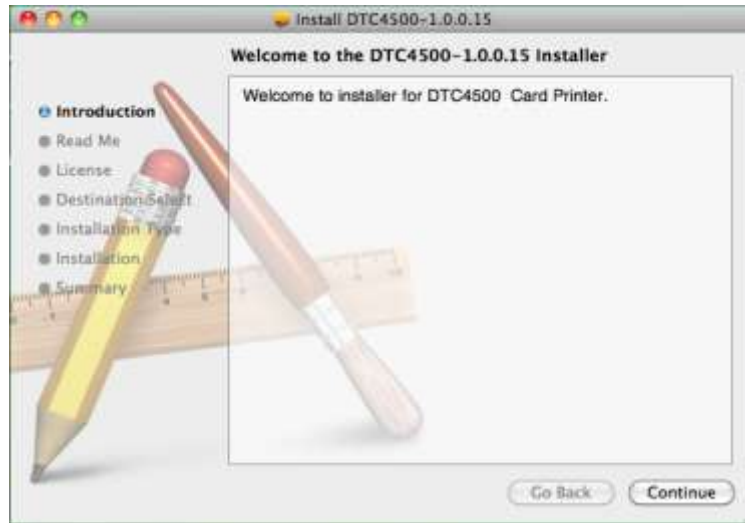 Install DTC4500-1.0.0.15
Welcome to the DTC4500-1.0.0.15 Installer
Introduction
Read Me
License
Destination Select
Installation Type
Installation
Summary
Welcome to installer for DTC4500  Card Printer.
Go Back
Continue